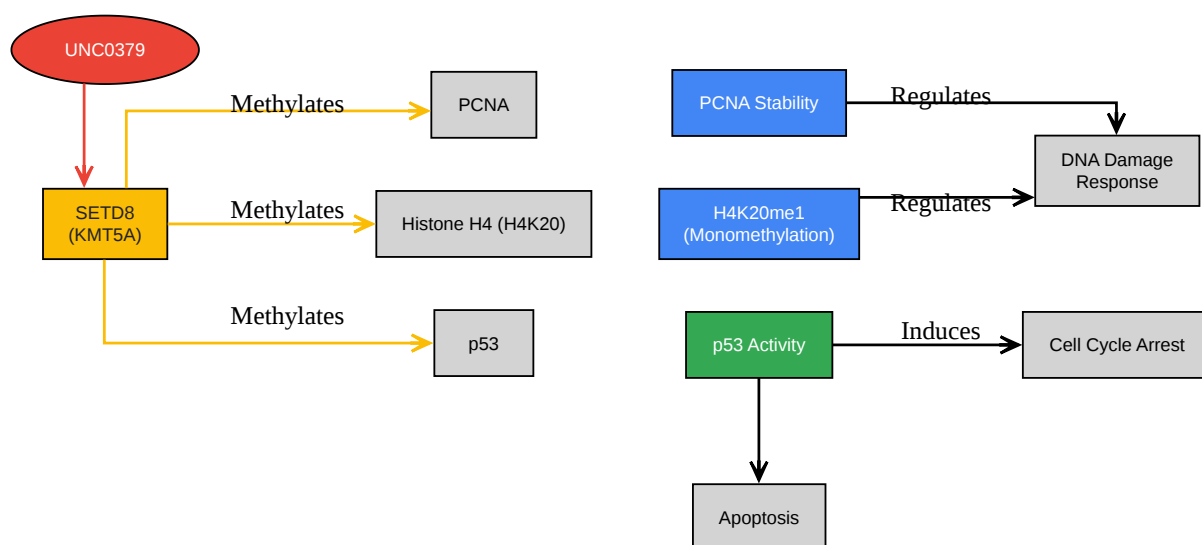 UNC0379
Methylates
PCNA
SETD8
(KMT5A)
Methylates
Histone H4 (H4K20)
Methylates
p53
PCNA Stability
Regulates
DNA Damage
Response
H4K20me1
(Monomethylation)
Regulates
p53 Activity
Induces
Cell Cycle Arrest
Apoptosis